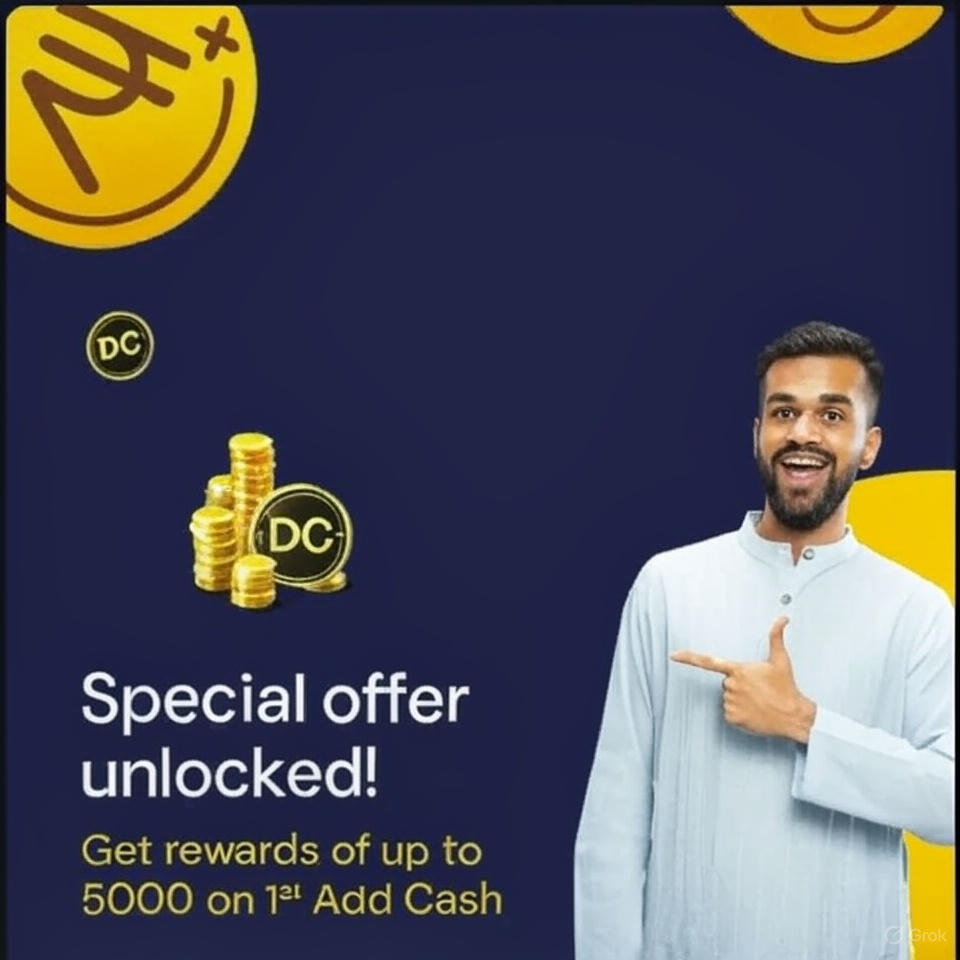 DC
DC
Special offer
unlocked!
Get rewards of up to
5000 on 1st Add Cash
Grok